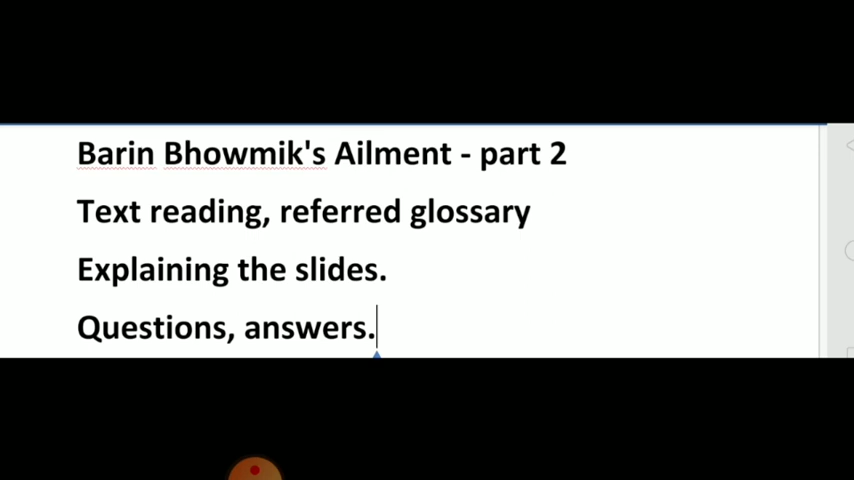 Barin Bhowmik's Ailment - part 2
Text reading, referred glossary
Explaining the slides.
Questions, answers.